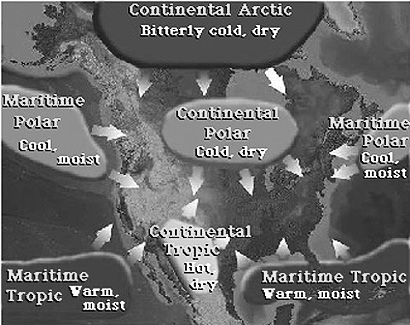 Continental Arctic
Bitterly cold, dry
Maritime
Polar
Cool,
moist
Continental
Polar
Cold, dry
Maritime
Polar
Cool,
moist
Continental
Tropic
Hot,
dry
Maritime
Tropic Warm,
moist
Maritime Tropic
Warm, moist